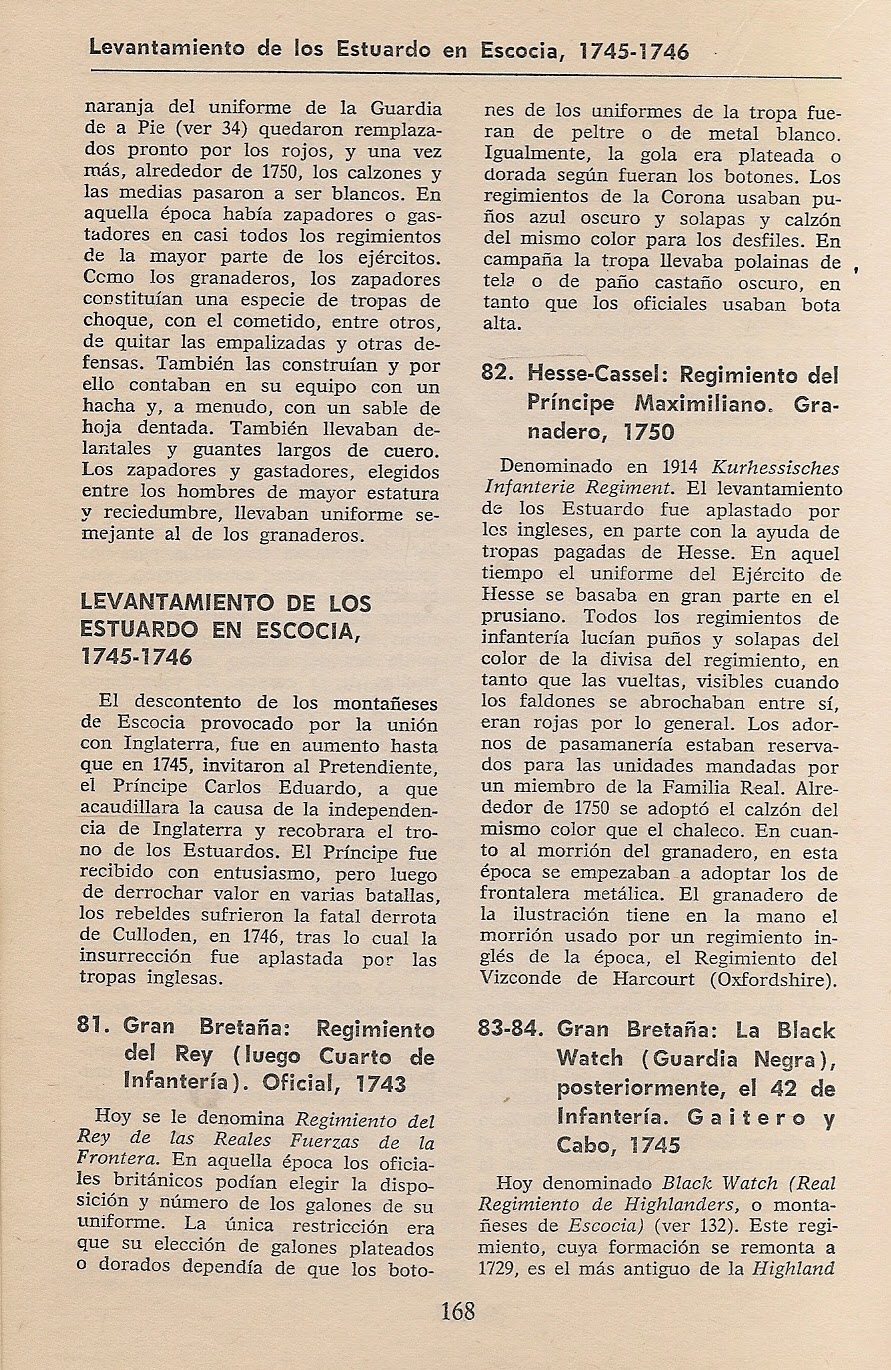 Levantamiento de los Estuardo en Escocia, 1745-1746
naranja del uniforme de la Guardia
de a Pie (ver 34) quedaron remplaza-
dos pronto por los rojos, y una vez
más, alrededor de 1750, los calzones y
las medias pasaron a ser blancos. En
aquella época había zapadores o gas-
tadores en casi todos los regimientos
de la mayor parte de los ejércitos.
Como los granaderos, los zapadores
constituían una especie de tropas de
choque, con el cometido, entre otros,
de quitar las empalizadas y otras de-
fensas. También las construían y por
ello contaban en su equipo con un
hacha y, a menudo, con un sable de
hoja dentada. También llevaban de-
lantales y guantes largos de cuero.
Los zapadores y gastadores, elegidos
entre los hombres de mayor estatura
y reciedumbre, llevaban uniforme se-
mejante al de los granaderos.
LEVANTAMIENTO DE LOS
ESTUARDO EN ESCOCIA,
1745-1746
El descontento de los montañeses
de Escocia provocado por la unión
con Inglaterra, fue en aumento hasta
que en 1745, invitaron al Pretendiente,
el Príncipe Carlos Eduardo, a que
acaudillara la causa de la independen-
cia de Inglaterra y recobrara el tro-
no de los Estuardos. El Príncipe fue
recibido con entusiasmo, pero luego
de derrochar valor en varias batallas,
los rebeldes sufrieron la fatal derrota
de Culloden, en 1746, tras lo cual la
insurrección fue aplastada por las
tropas inglesas.
81. Gran Bretaña: Regimiento
del Rey (luego Cuarto de
Infantería). Oficial, 1743
Hoy se le denomina Regimiento del
Rey de las Reales Fuerzas de la
Frontera. En aquella época los oficia-
les británicos podían elegir la dispo-
sición y número de los galones de su
uniforme. La única restricción era
que su elección de galones plateados
o dorados dependía de que los boto-
nes de los uniformes de la tropa fue-
ran de peltre o de metal blanco.
Igualmente, la gola era plateada o
dorada según fueran los botones. Los
regimientos de la Corona usaban pu-
ños azul oscuro y solapas y calzón
del mismo color para los desfiles. En
campaña la tropa llevaba polainas de
tela o de paño castaño oscuro, en
tanto que los oficiales usaban bota
alta.
82. Hesse-Cassel: Regimiento del
Príncipe Maximiliano. Gra-
nadero, 1750
Denominado en 1914 Kurhessisches
Infanterie Regiment. El levantamiento
de los Estuardo fue aplastado por
los ingleses, en parte con la ayuda de
tropas pagadas de Hesse. En aquel
tiempo el uniforme del Ejército de
Hesse se basaba en gran parte en el
prusiano. Todos los regimientos de
infantería lucían puños y solapas del
color de la divisa del regimiento, en
tanto que las vueltas, visibles cuando
los faldones se abrochaban entre sí,
eran rojas por lo general. Los ador-
nos de pasamanería estaban reserva-
dos para las unidades mandadas por
un miembro de la Familia Real. Alre-
dedor de 1750 se adoptó el calzón del
mismo color que el chaleco. En cuan-
to al morrión del granadero, en esta
época se empezaban a adoptar los de
frontalera metálica. El granadero de
la ilustración tiene en la mano el
morrión usado por un regimiento in-
glés de la época, el Regimiento del
Vizconde de Harcourt (Oxfordshire).
83-84. Gran Bretaña: La Black
Watch (Guardia Negra),
posteriormente, el 42 de
Infantería. Gaitero y
Cabo, 1745
Hoy denominado Black Watch (Real
Regimiento de Highlanders, o monta-
ñeses de Escocia) (ver 132). Este regi-
miento, cuya formación se remonta a
1729, es el más antiguo de la Highland
168